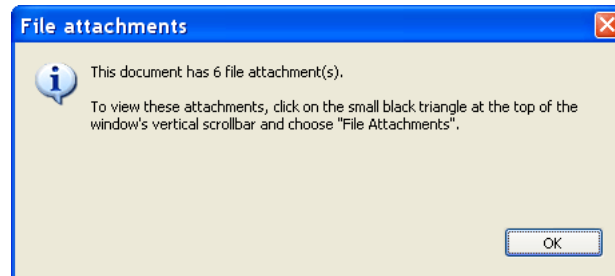 File attachments
This document has 6 file attachment(s).
To view these attachments, click on the small black triangle at the top of the
window's vertical scrollbar and choose "File Attachments".
OK